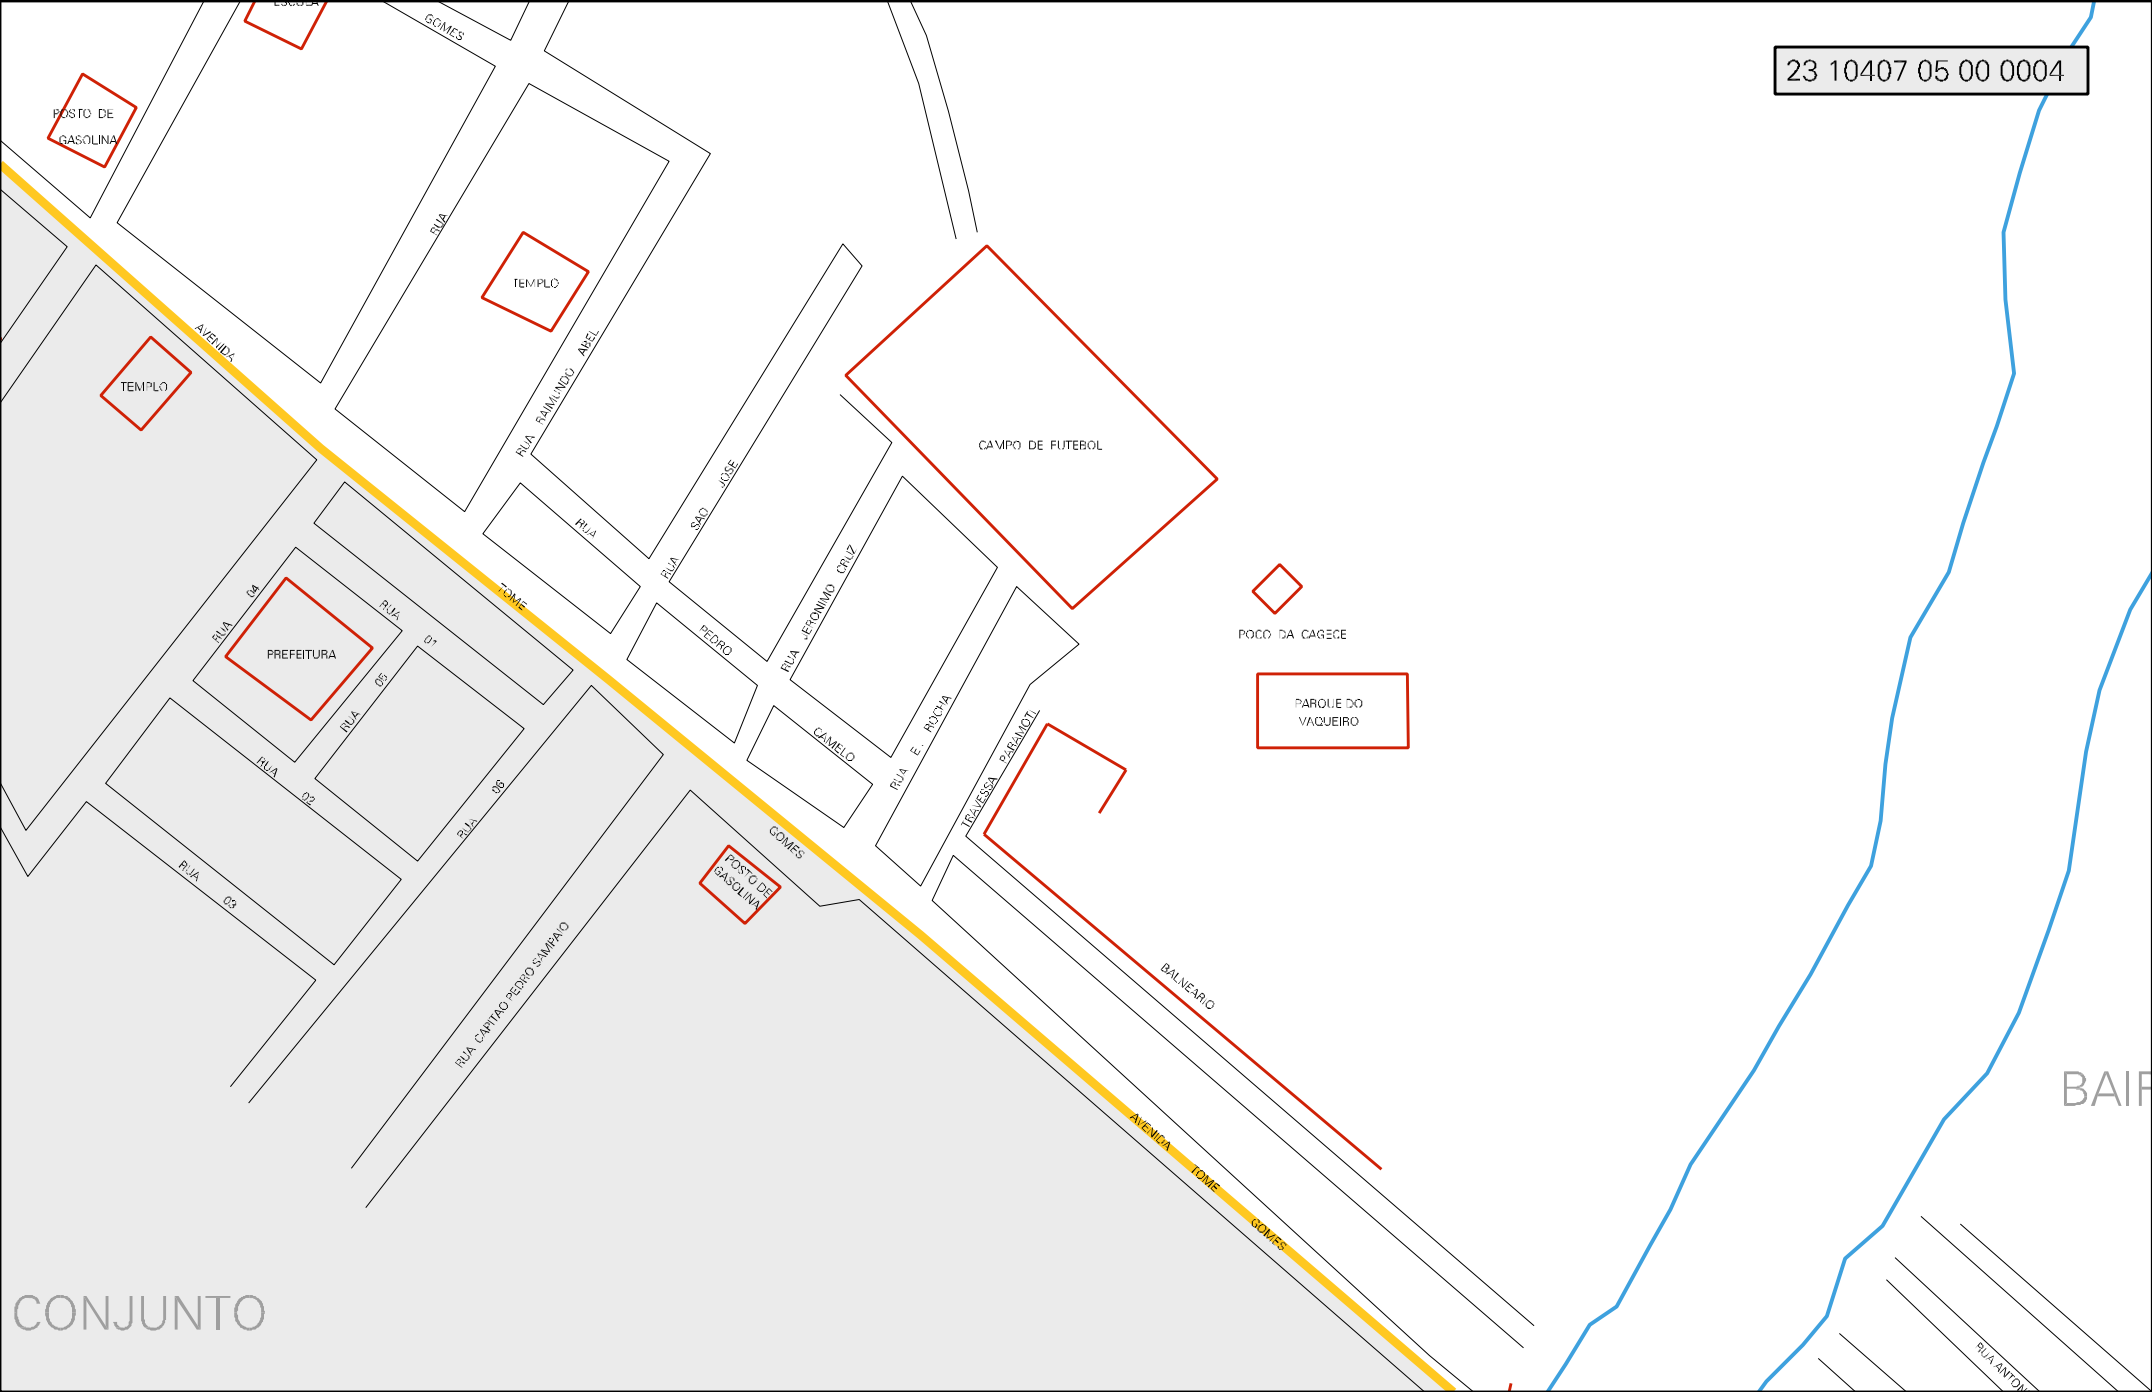 ESCOLA
GOMES
23 10407 05 00 0004
POSTO DE
GASOLINA
RUA
TEMPLO
AVENIDA
TEMPLO
RUA RAIMUNDO ABEL
CAMPO DE FUTEBOL
RUA SAO JOSE
RUA PEDRO CAMELO
RUA JERONIMO CRUZ
TOME
RUA 04
RUA 01
PREFEITURA
RUA 05
POCO DA CAGECE
PARQUE DO
VAQUEIRO
RUA E. ROCHA
TRAVESSA PARAMOTI
RUA 02
RUA 06
RUA 03
GOMES
POSTO DE
GASOLINA
RUA CAPITAO PEDRO SAMPAIO
BALNEARIO
AVENIDA TOME GOMES
CONJUNTO
RUA ANTON